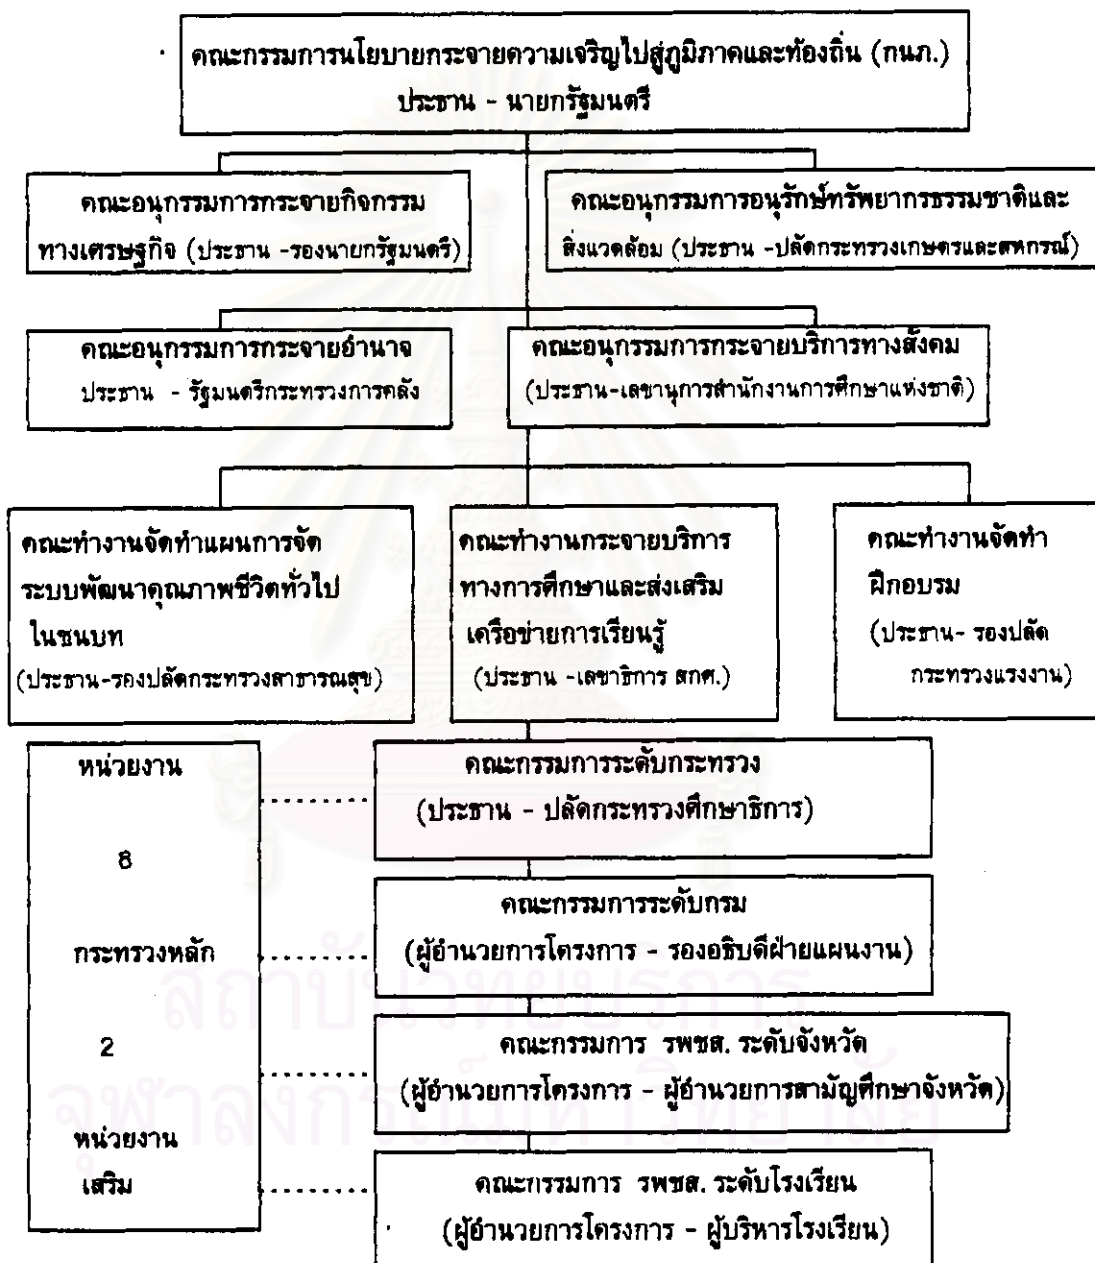 คณะกรรมการนโยบายกระจายความเจริญไปสู่ภูมิภาคและท้องถิ่น (กนภ.)
ประธาน - นายกรัฐมนตรี
คณะอนุกรรมการกระจายกิจกรรม
ทางเศรษฐกิจ (ประธาน -รองนายกรัฐมนตรี)
คณะอนุกรรมการอนุรักษ์ทรัพยากรธรรมชาติและ
สิ่งแวดล้อม (ประธาน -ปลัดกระทรวงเกษตรและสหกรณ์)
คณะอนุกรรมการกระจายอำนาจ
ประธาน - รัฐมนตรีกระทรวงการคลัง
คณะอนุกรรมการกระจายบริการทางสังคม
(ประธาน-เลขานุการสำนักงานการศึกษาแห่งชาติ)
คณะทำงานจัดทำแผนการจัด
ระบบพัฒนาคุณภาพชีวิตทั่วไป
ในชนบท
(ประธาน-รองปลัดกระทรวงสาธารณสุข)
คณะทำงานกระจายบริการ
ทางการศึกษาและส่งเสริม
เครือข่ายการเรียนรู้
(ประธาน -เลขาธิการ สกศ.)
คณะทำงานจัดทำ
ฝึกอบรม
(ประธาน- รองปลัด
กระทรวงแรงงาน)
หน่วยงาน
8
กระทรวงหลัก
2
หน่วยงาน
เสริม
คณะกรรมการระดับกระทรวง
(ประธาน - ปลัดกระทรวงศึกษาธิการ)
คณะกรรมการระดับกรม
(ผู้อำนวยการโครงการ - รองอธิบดีฝ่ายแผนงาน)
คณะกรรมการ รพชส. ระดับจังหวัด
(ผู้อำนวยการโครงการ - ผู้อำนวยการสามัญศึกษาจังหวัด)
คณะกรรมการ รพชส. ระดับโรงเรียน
(ผู้อำนวยการโครงการ - ผู้บริหารโรงเรียน)
สถาบันวิทยบริการ
จุฬาลงกรณ์มหาวิทยาลัย